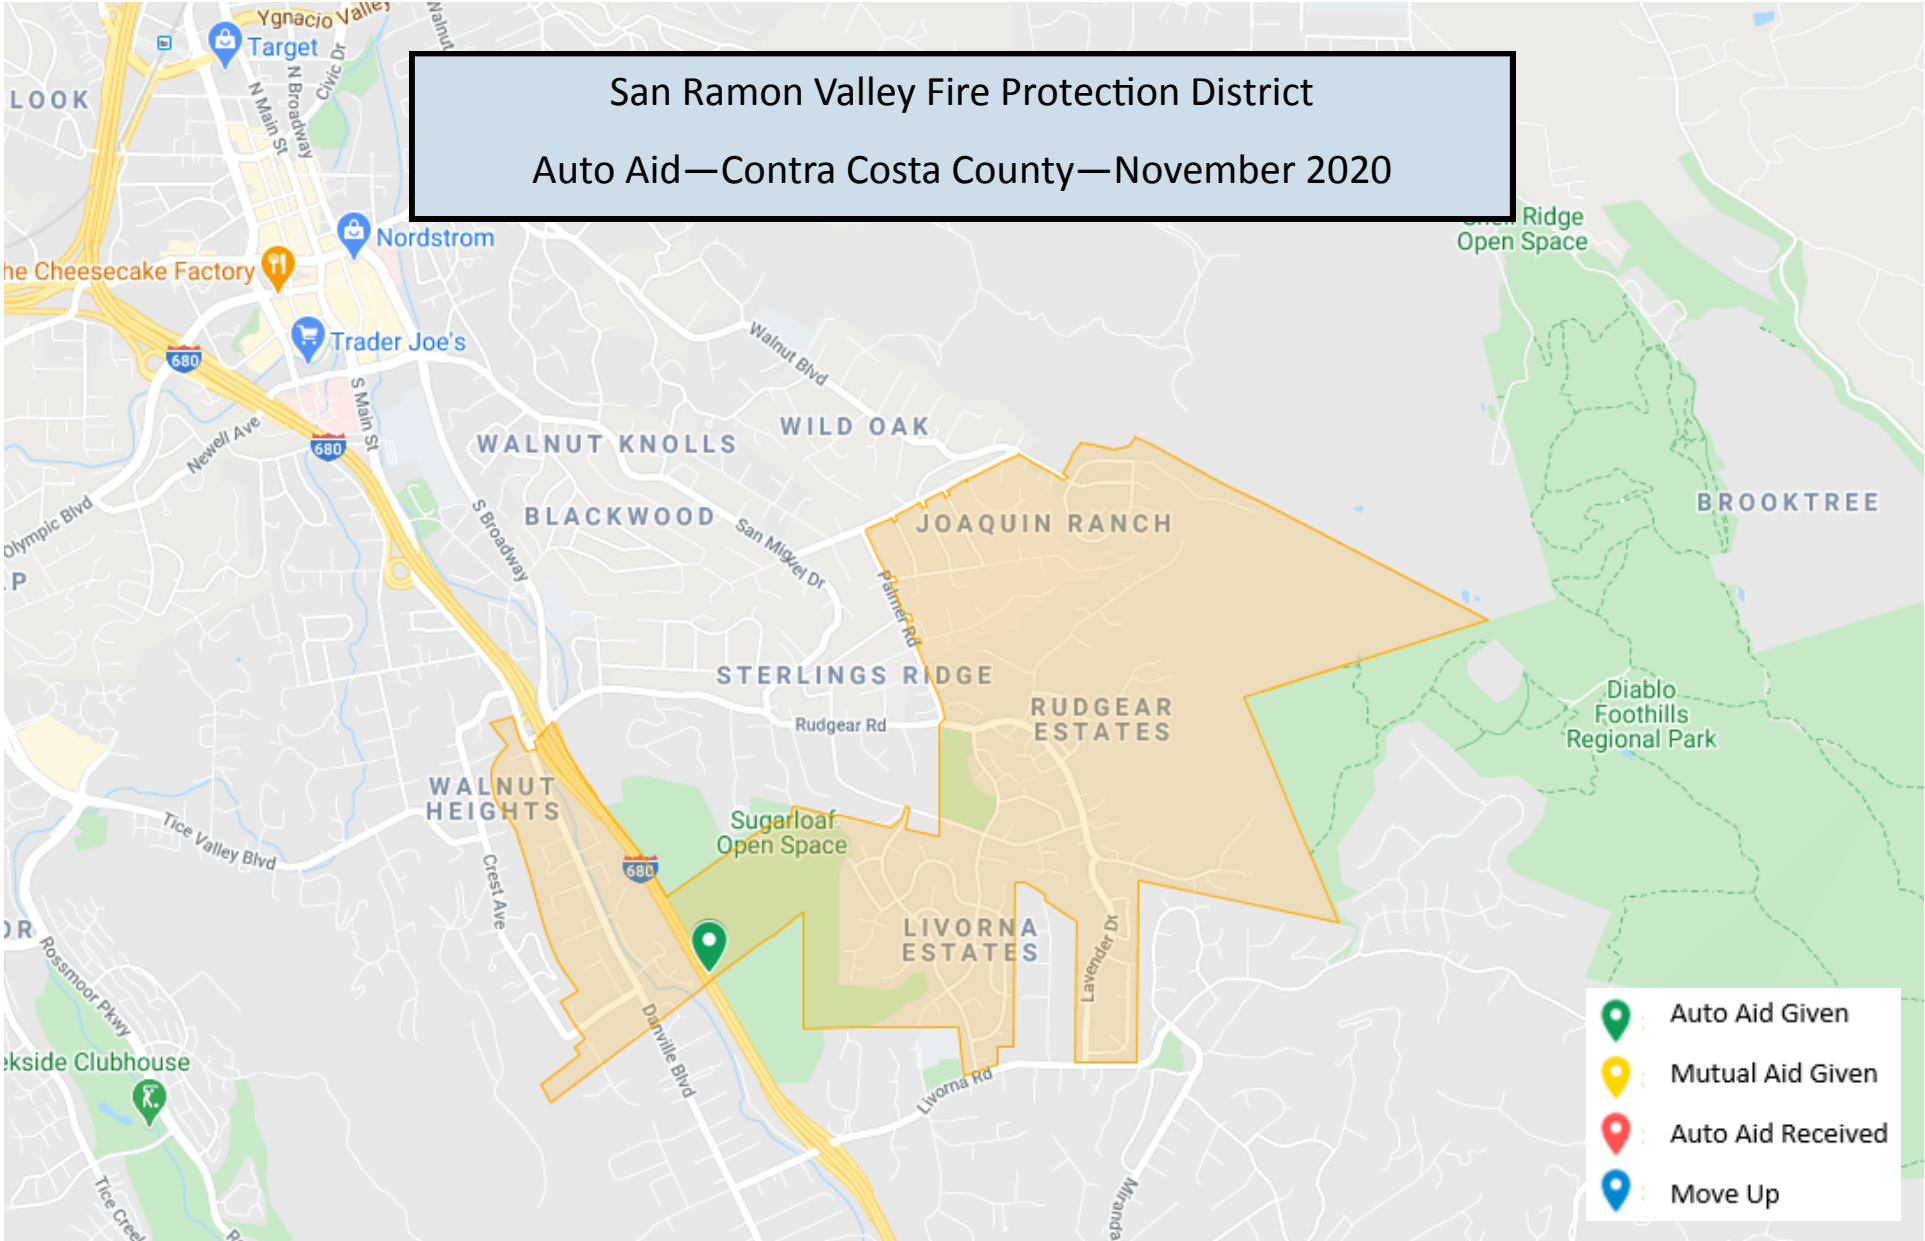 San Ramon Valley Fire Protection District
Auto Aid—Contra Costa County—November 2020
Ygnacio Valley
Target
LOOK
N Main St
N Broadway
Civic Dr
Walnut
Nordstrom
he Cheesecake Factory
Trader Joe's
680
680
S Main St
Newell Ave
Olympic Blvd
Walnut Blvd
WILD OAK
WALNUT KNOLLS
BLACKWOOD
S Broadway
San Miguel Dr
JOAQUIN RANCH
Palmer Rd
Ridge
Open Space
BROOKTREE
STERLINGS RIDGE
RUDGEAR
ESTATES
Rudgear Rd
Diablo
Foothills
Regional Park
WALNUT
HEIGHTS
Sugarloaf
Open Space
680
Tice Valley Blvd
Crest Ave
LIVORNA
ESTATES
Lavender Dr
OR
Rossmoor Pkwy
Danville Blvd
Livorna Rd
ekside Clubhouse
Tice Creek
Miranda
Auto Aid Given
Mutual Aid Given
Auto Aid Received
Move Up